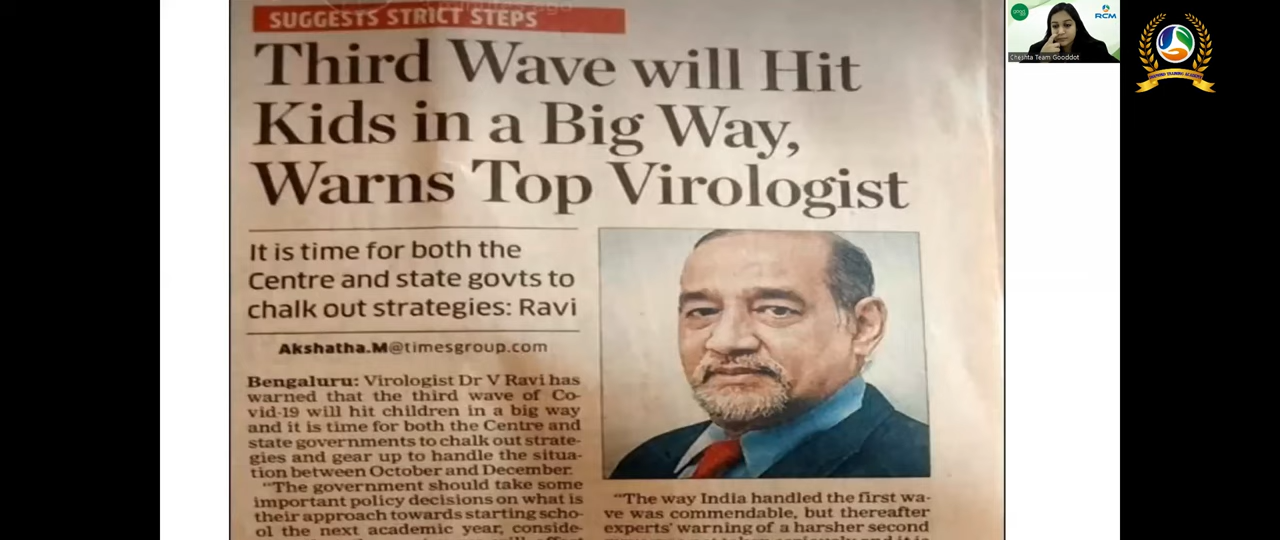 SUGGESTS STRICT STEPS
Third Wave will Hit
Kids in a Big Way,
Warns Top Virologist
It is time for both the
Centre and state govts to
chalk out strategies: Ravi
Akshatha.M@timesgroup.com
Bengaluru: Virologist Dr V Ravi has
warned that the third wave of Co-
vid-19 will hit children in a big way
and it is time for both the Centre and
state governments to chalk out strate-
gies and gear up to handle the situa-
tion between October and December.
"The government should take some
important policy decisions on what is
their approach towards starting scho-
ol the next academic year, conside-
"The way India handled the first wa-
ve was commendable, but thereafter
experts' warning of a harsher second
RCM
Cheshta Team Gooddot